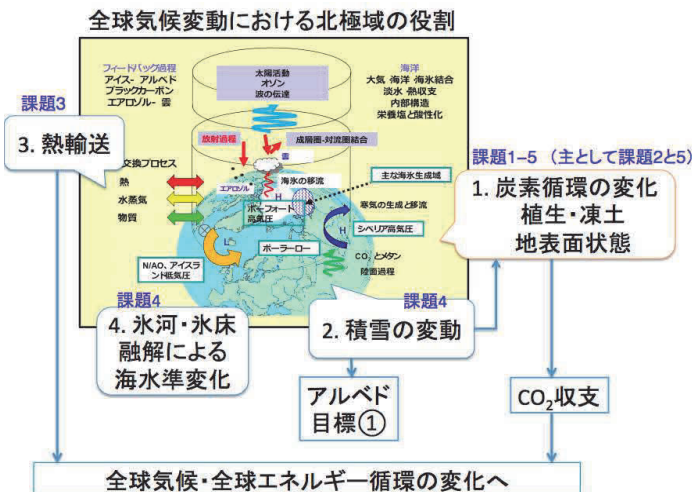 全球気候変動における北極域の役割
フィードバック過程
アイス- アルベド
ブラックカーボン
エアロゾル- 雲
太陽活動
オゾン
波の伝達
海洋
大気-海洋-海氷結合
淡水-熱収支
内部構造
栄養塩と酸性化
課題3
3. 熱輸送
放射過程
成層圏-対流圏結合
雲
交換プロセス
熱
水蒸気
物質
エアロゾル
海氷の移流
主な海氷生成域
H
ボーフォート
高気圧
寒気の生成と移流
シベリア高気圧
H
L
ポーラーロー
CO₂とメタン
陸面過程
N/AO、アイスラ
ンド低気圧
課題1-5 (主として課題2と5)
1. 炭素循環の変化
植生・凍土
地表面状態
課題4
4. 氷河・氷床
融解による
海水準変化
課題4
2. 積雪の変動
アルベド
目標①
CO₂収支
全球気候・全球エネルギー循環の変化へ